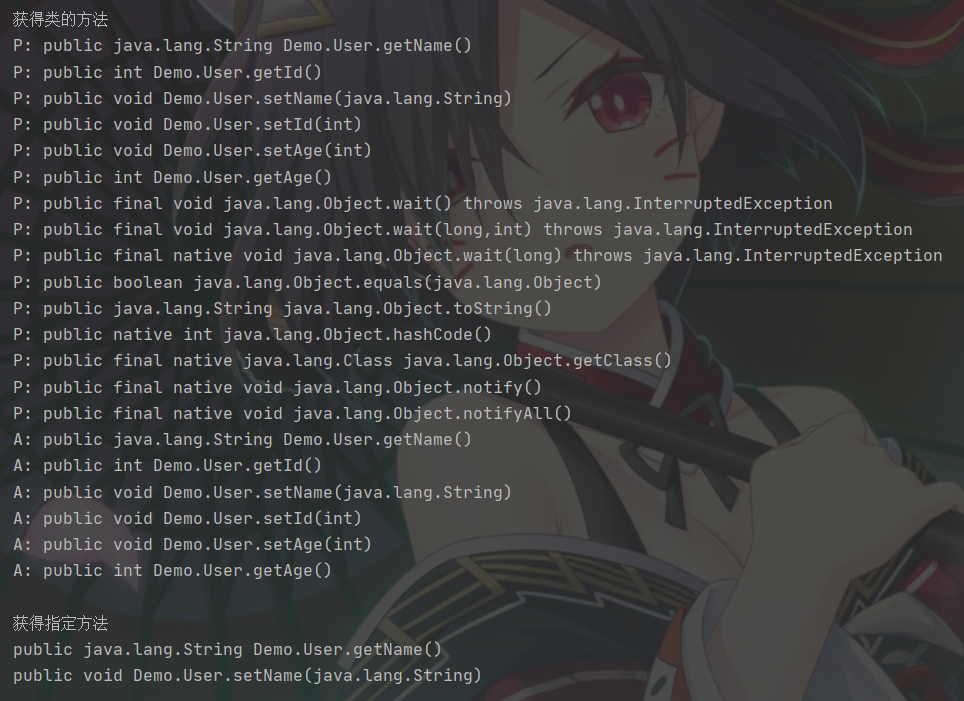 获得类的方法
P: public java.lang.String Demo.User.getName()
P: public int Demo.User.getId()
P: public void Demo.User.setName(java.lang.String)
P: public void Demo.User.setId(int)
P: public void Demo.User.setAge(int)
P: public int Demo.User.getAge()
P: public final void java.lang.Object.wait() throws java.lang.InterruptedException
P: public final void java.lang.Object.wait(long,int) throws java.lang.InterruptedException
P: public final native void java.lang.Object.wait(long) throws java.lang.InterruptedException
P: public boolean java.lang.Object.equals(java.lang.Object)
P: public java.lang.String java.lang.Object.toString()
P: public native int java.lang.Object.hashCode()
P: public final native java.lang.Class java.lang.Object.getClass()
P: public final native void java.lang.Object.notify()
P: public final native void java.lang.Object.notifyAll()
A: public java.lang.String Demo.User.getName()
A: public int Demo.User.getId()
A: public void Demo.User.setName(java.lang.String)
A: public void Demo.User.setId(int)
A: public void Demo.User.setAge(int)
A: public int Demo.User.getAge()
获得指定方法
public java.lang.String Demo.User.getName()
public void Demo.User.setName(java.lang.String)